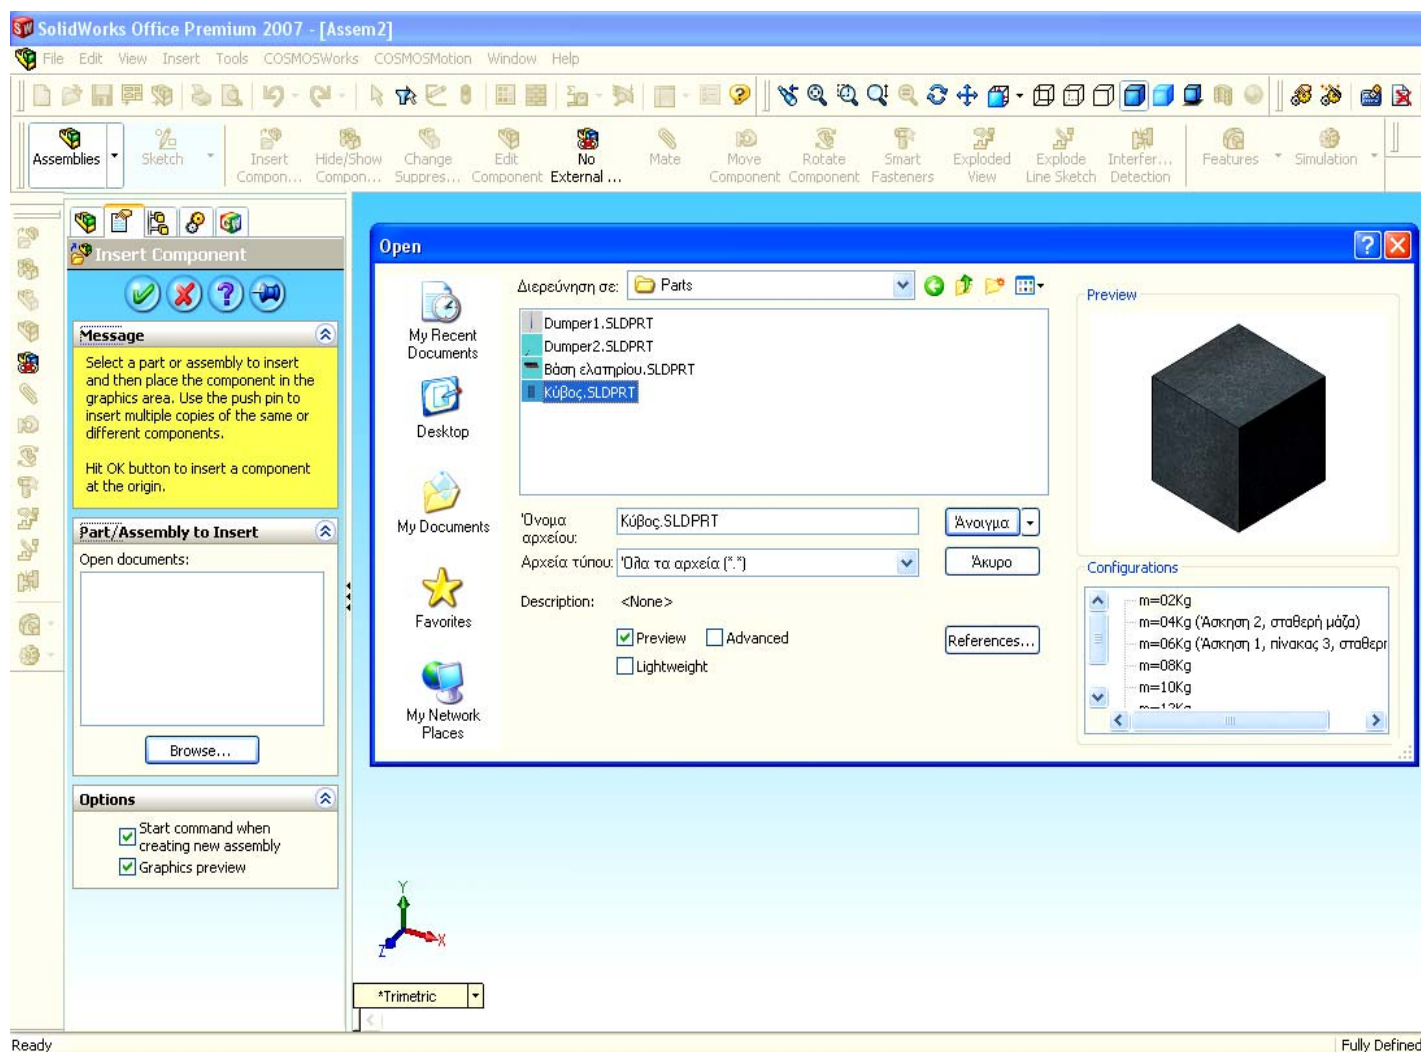 SolidWorks Office Premium 2007 - [Assem2]
File Edit View Insert Tools COSMOSWorks COSMOSMotion Window Help
Assemblies
Sketch
Insert Compon...
Hide/Show Compon...
Change Suppres...
Edit Component
No External ...
Mate
Move Component
Rotate Component
Smart Fasteners
Exploded View
Explode Line Sketch
Interfer... Detection
Features
Simulation
Insert Component
Message
Select a part or assembly to insert
and then place the component in the
graphics area. Use the push pin to
insert multiple copies of the same or
different components.
Hit OK button to insert a component
at the origin.
Part/Assembly to Insert
Open documents:
Browse...
Options
Start command when
creating new assembly
Graphics preview
Open
Διερεύνηση σε: Parts
My Recent
Documents
Desktop
My Documents
Favorites
My Network
Places
Dumper1.SLDPRT
Dumper2.SLDPRT
Βάση ελατηρίου.SLDPRT
Κύβος.SLDPRT
Όνομα
αρχείου:
Κύβος.SLDPRT
Άνοιγμα
Αρχεία τύπου: Όλα τα αρχεία (*.*)
Άκυρο
Description: <None>
Preview Advanced
References...
Lightweight
Preview
Configurations
m=02Kg
m=04Kg (Άσκηση 2, σταθερή μάζα)
m=06Kg (Άσκηση 1, πίνακας 3, σταθερ
m=08Kg
m=10Kg
m=12Kg
Y
X
Z
*Trimetric
Ready
Fully Defined